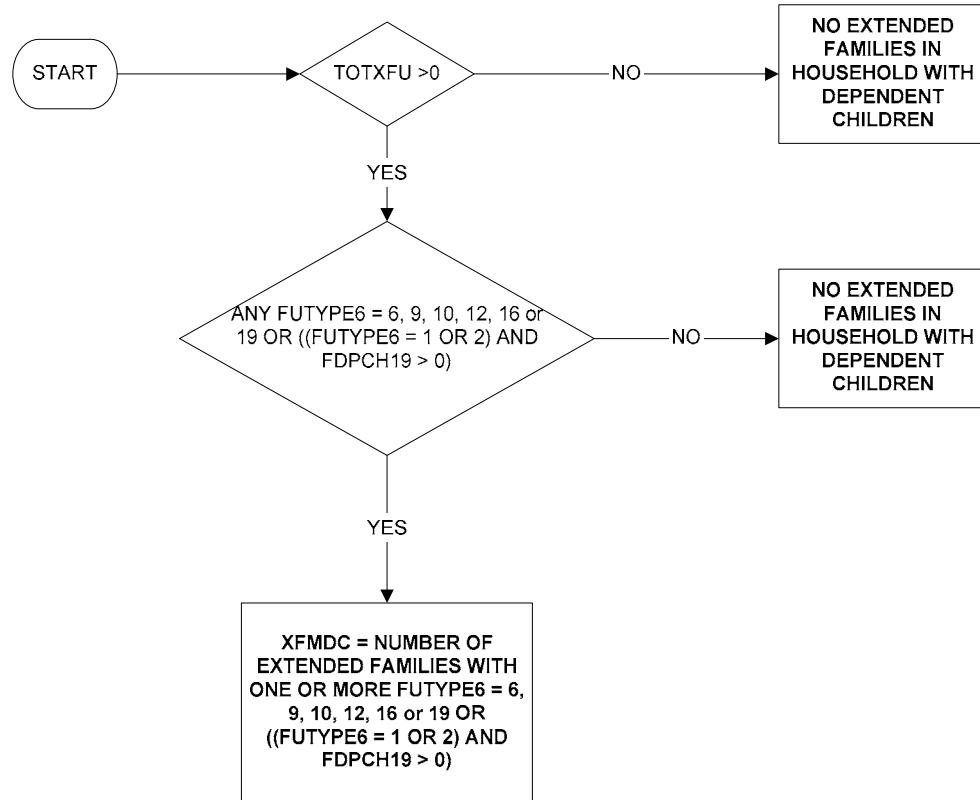 START
TOTXFU >0
NO
NO EXTENDED
FAMILIES IN
HOUSEHOLD WITH
DEPENDENT
CHILDREN
YES
ANY FUTYPE6 = 6, 9, 10, 12, 16 or
19 OR ((FUTYPE6 = 1 OR 2) AND
FDPCH19 > 0)
NO
NO EXTENDED
FAMILIES IN
HOUSEHOLD WITH
DEPENDENT
CHILDREN
YES
XFMDC = NUMBER OF
EXTENDED FAMILIES WITH
ONE OR MORE FUTYPE6 = 6,
9, 10, 12, 16 or 19 OR
((FUTYPE6 = 1 OR 2) AND
FDPCH19 > 0)